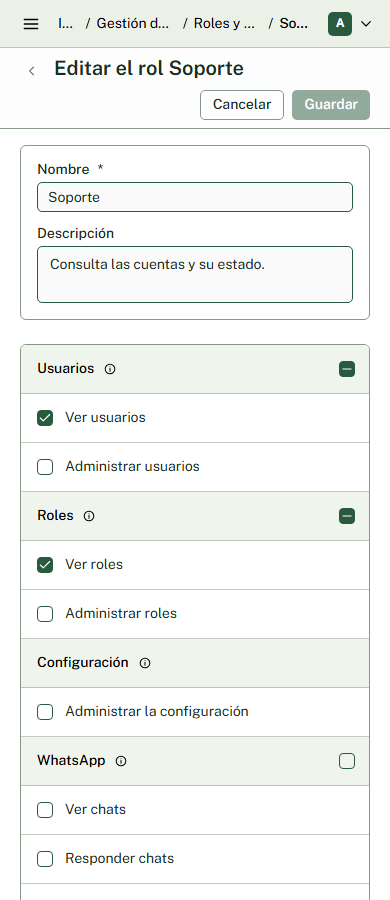 I... / Gestión d... / Roles y ... / So... A
Editar el rol Soporte
Cancelar Guardar
Nombre *
Soporte
Descripción
Consulta las cuentas y su estado.
Usuarios
Ver usuarios
Administrar usuarios
Roles
Ver roles
Administrar roles
Configuración
Administrar la configuración
WhatsApp
Ver chats
Responder chats